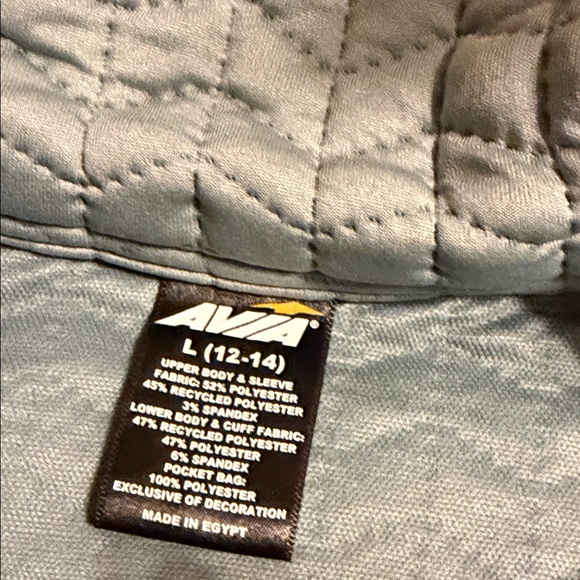 AVIA®
L (12-14)
UPPER BODY & SLEEVE
FABRIC: 52% POLYESTER
45% RECYCLED POLYESTER
3% SPANDEX
LOWER BODY & CUFF FABRIC:
47% RECYCLED POLYESTER
47% POLYESTER
6% SPANDEX
POCKET BAG:
100% POLYESTER
EXCLUSIVE OF DECORATION
MADE IN EGYPT